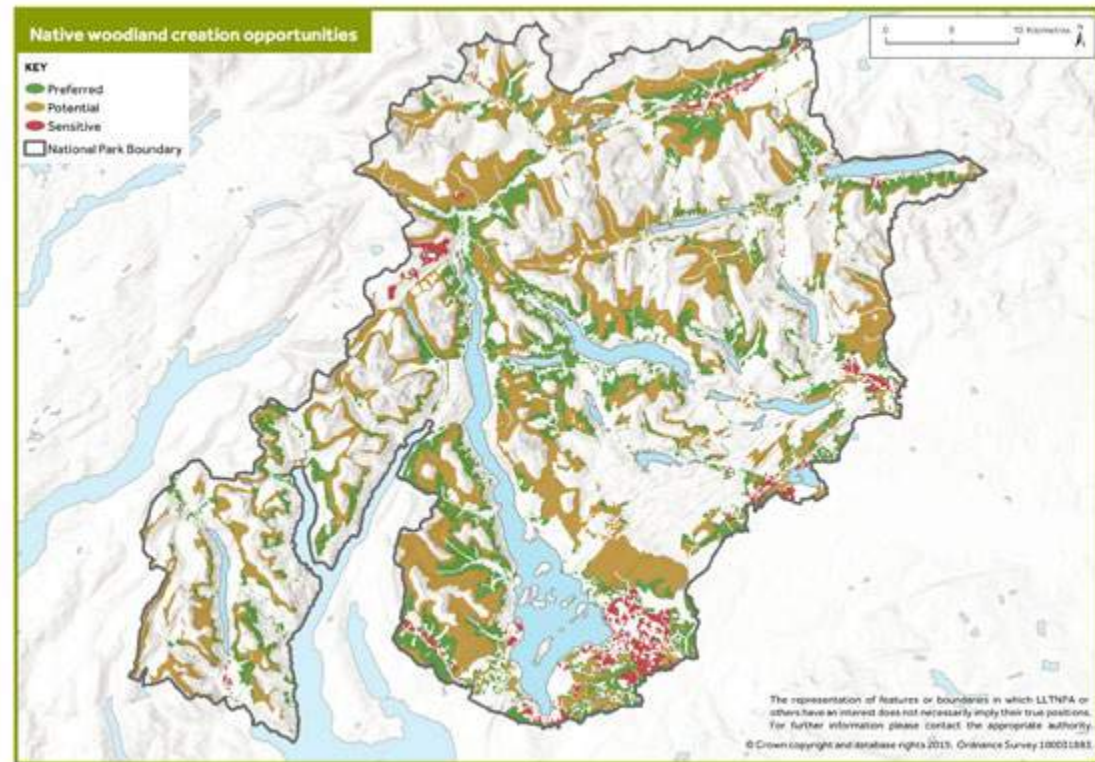 Native woodland creation opportunities
KEY
Preferred
Potential
Sensitive
National Park Boundary
0 5 10 Kilometres N
The representation of features or boundaries in which LLTNPA or
others have an interest does not necessarily imply their true positions.
For further information please contact the appropriate authority.
© Crown copyright and database rights 2015. Ordnance Survey 100031883